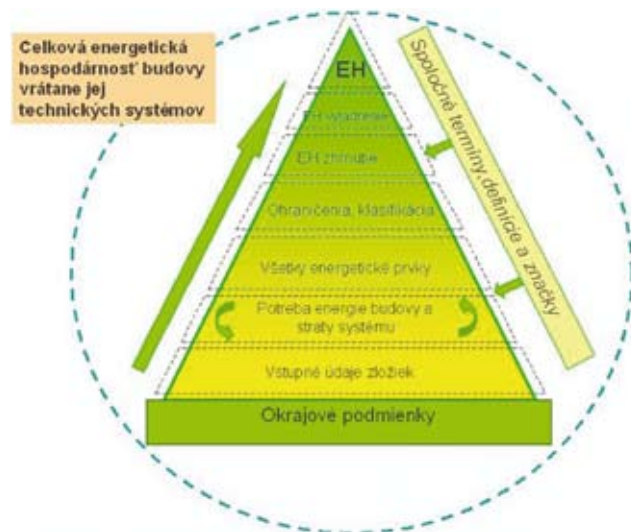 Celková energetická
hospodárnosť budovy
vrátane jej
technických systémov
EH
EH vyjadrenie
EH zhrnutie
Ohraničenia, klasifikácia
Všetky energetické prvky
Potreba energie budovy a
straty systému
Vstupné údaje zložiek
Okrajové podmienky
Spoločné termíny,definície a značky